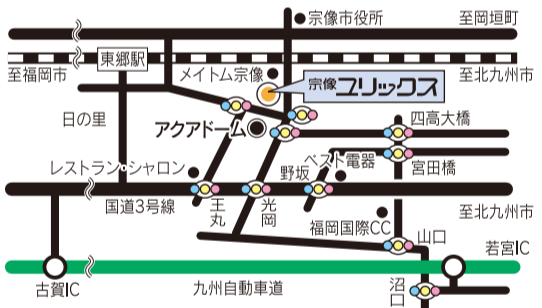 宗像市役所
至岡垣町
東郷駅
メイトム宗像
至福岡市
宗像ユリックス
至北九州市
日の里
アクアドーム
四高大橋
レストラン・シャロン
ベスト電器
野坂
宮田橋
国道3号線
王丸
光岡
至北九州市
福岡国際CC
山口
若宮IC
古賀IC
九州自動車道
沼口